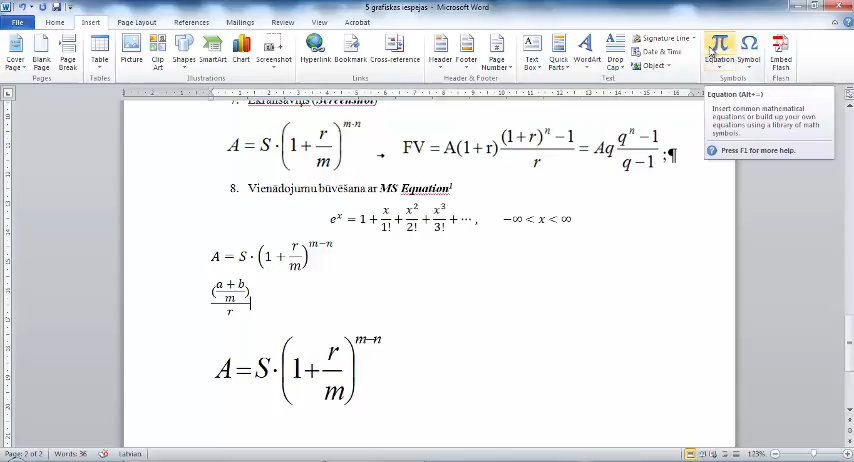 5 grafiskas iespejas - Microsoft Word
File Home Insert Page Layout References Mailings Review View Acrobat
Cover Page Blank Page Page Break Table Picture Clip Art Shapes SmartArt Chart Screenshot Hyperlink Bookmark Cross-reference Header Footer Page Number Text Box Quick Parts WordArt Drop Cap Signature Line Date & Time Object Equation Symbol Embed Flash
Pages Tables Illustrations Links Header & Footer Text Symbols Flash
Equation (Alt+=)
Insert common mathematical equations or build up your own equations using a library of math symbols.
Press F1 for more help.
7. Ekrānšāviņš (Screenshot)
A = S · (1 + r/m)^{m-n} → FV = A(1 + r) ((1 + r)^n − 1)/r = Aq (q^n − 1)/(q − 1) ;¶
8. Vienādojumu būvēšana ar MS Equation¹
e^x = 1 + x/1! + x²/2! + x³/3! + ⋯ , −∞ < x < ∞
A = S · (1 + r/m)^{m−n}
((a + b)/m)/r
A = S · (1 + r/m)^{m−n}
Page: 2 of 2 Words: 36 Latvian 123%